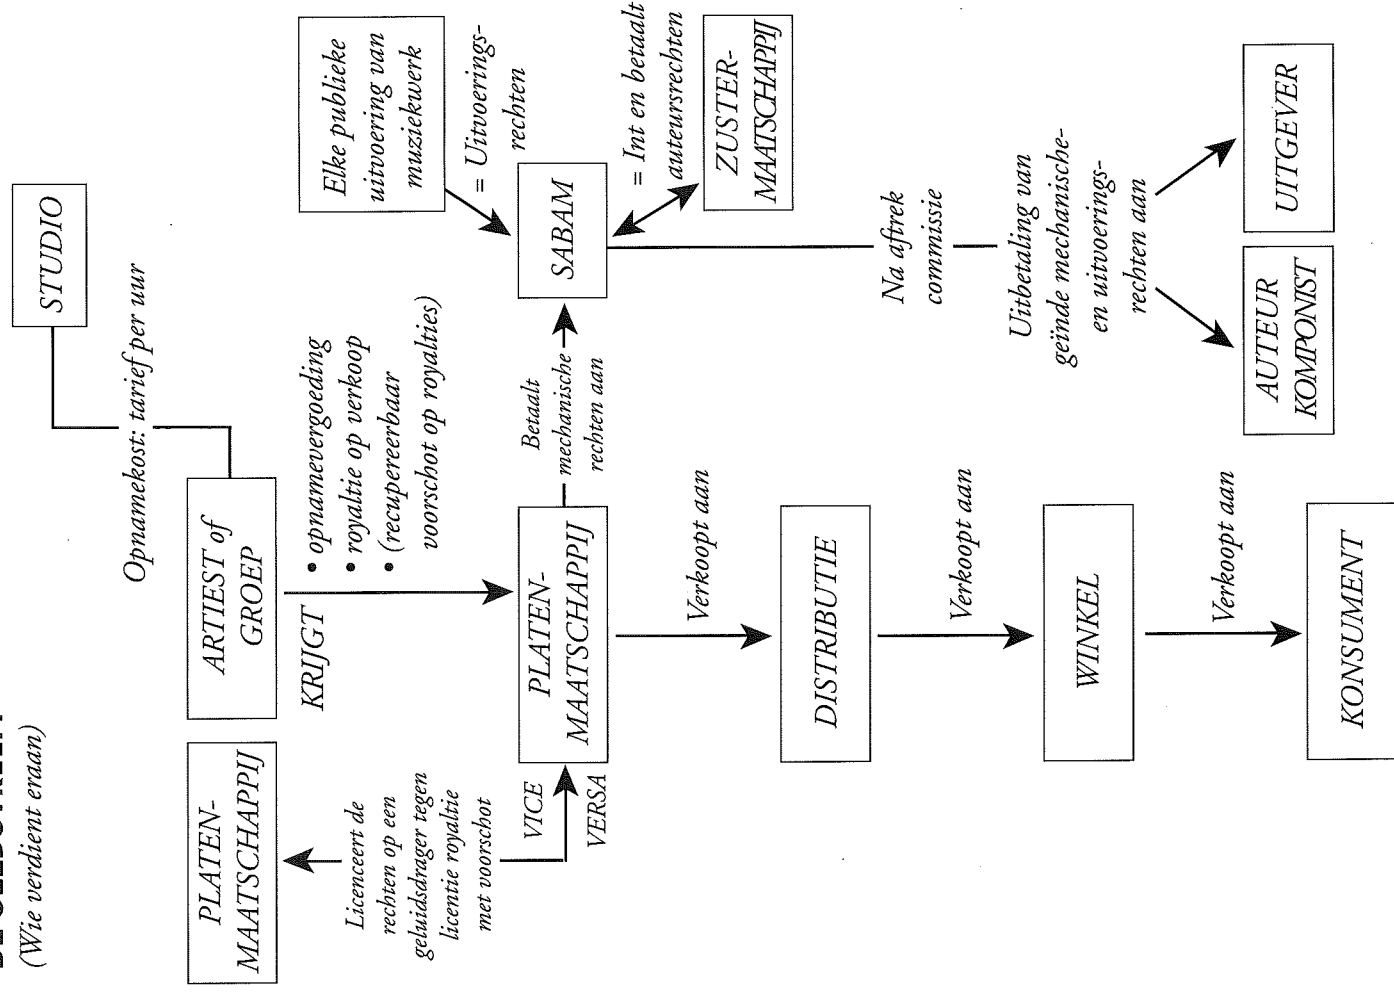 (Wie verdient eraan)
STUDIO
Opnamekost: tarief per uur
PLATEN-
MAATSCHAPPIJ
ARTIEST of
GROEP
Elke publieke
uitvoering van
muziekwerk
Licenceert de
rechten op een
geluidsdrager tegen
licentie royaltie
met voorschot
KRIJGT
• opnamevergoeding
• royaltie op verkoop
• (recupereerbaar
voorschot op royalties)
= Uitvoerings-
rechten
VICE
VERSA
PLATEN-
MAATSCHAPPIJ
Betaalt
mechanische
rechten aan
SABAM
= Int en betaalt
auteursrechten
ZUSTER-
MAATSCHAPPIJ
Verkoopt aan
DISTRIBUTIE
Na aftrek
commissie
Verkoopt aan
WINKEL
Uitbetaling van
geïnde mechanische-
en uitvoerings-
rechten aan
Verkoopt aan
KONSUMENT
AUTEUR
KOMPONIST
UITGEVER